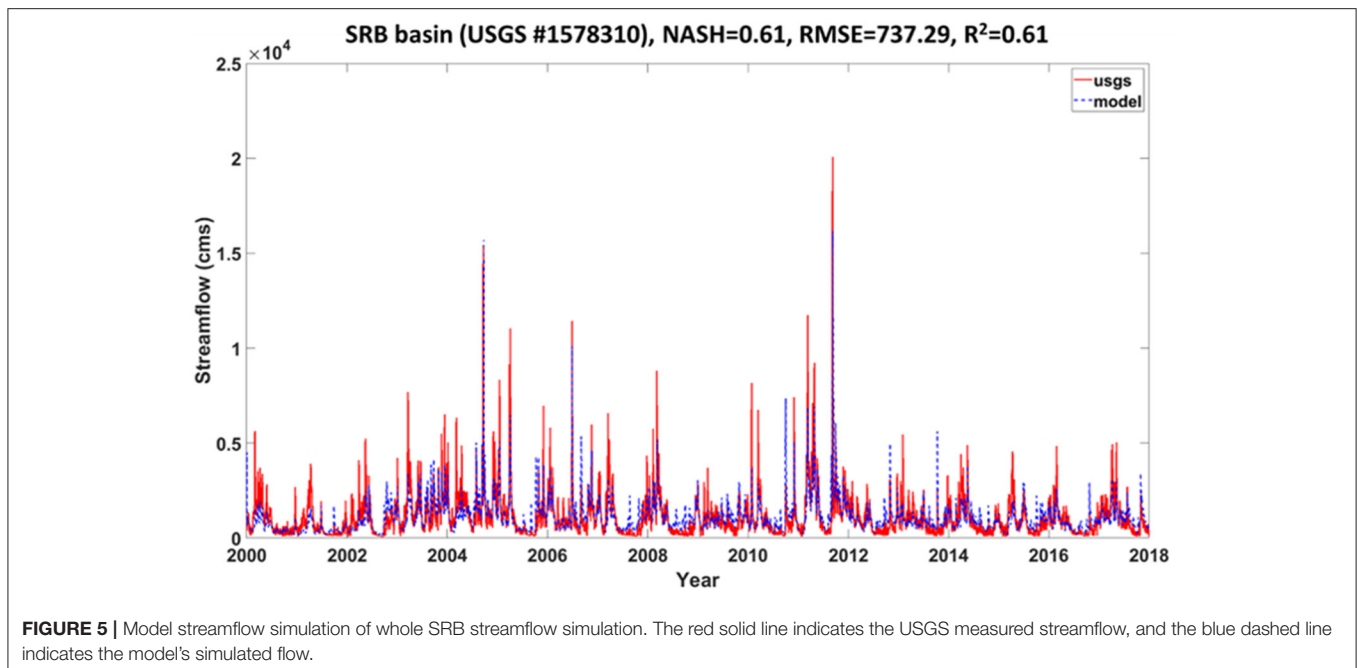 SRB basin (USGS #1578310), NASH=0.61, RMSE=737.29, R²=0.61
×10⁴
2.5
2
1.5
1
0.5
0
Streamflow (cms)
usgs
model
2000 2002 2004 2006 2008 2010 2012 2014 2016 2018
Year
FIGURE 5 | Model streamflow simulation of whole SRB streamflow simulation. The red solid line indicates the USGS measured streamflow, and the blue dashed line
indicates the model's simulated flow.